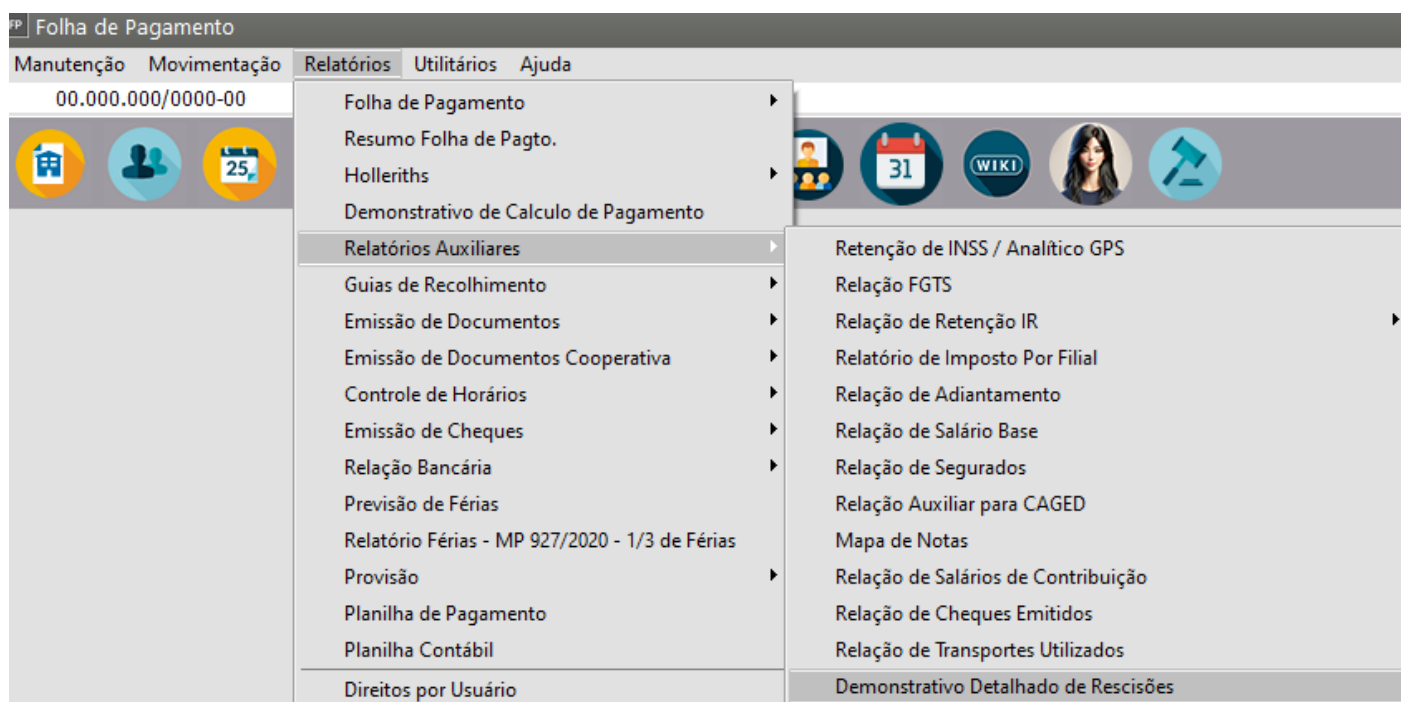 FP Folha de Pagamento
Manutenção Movimentação Relatórios Utilitários Ajuda
00.000.000/0000-00
25
31
WIKI
Folha de Pagamento
Resumo Folha de Pagto.
Holleriths
Demonstrativo de Calculo de Pagamento
Relatórios Auxiliares
Guias de Recolhimento
Emissão de Documentos
Emissão de Documentos Cooperativa
Controle de Horários
Emissão de Cheques
Relação Bancária
Previsão de Férias
Relatório Férias - MP 927/2020 - 1/3 de Férias
Provisão
Planilha de Pagamento
Planilha Contábil
Direitos por Usuário
Retenção de INSS / Analítico GPS
Relação FGTS
Relação de Retenção IR
Relatório de Imposto Por Filial
Relação de Adiantamento
Relação de Salário Base
Relação de Segurados
Relação Auxiliar para CAGED
Mapa de Notas
Relação de Salários de Contribuição
Relação de Cheques Emitidos
Relação de Transportes Utilizados
Demonstrativo Detalhado de Rescisões